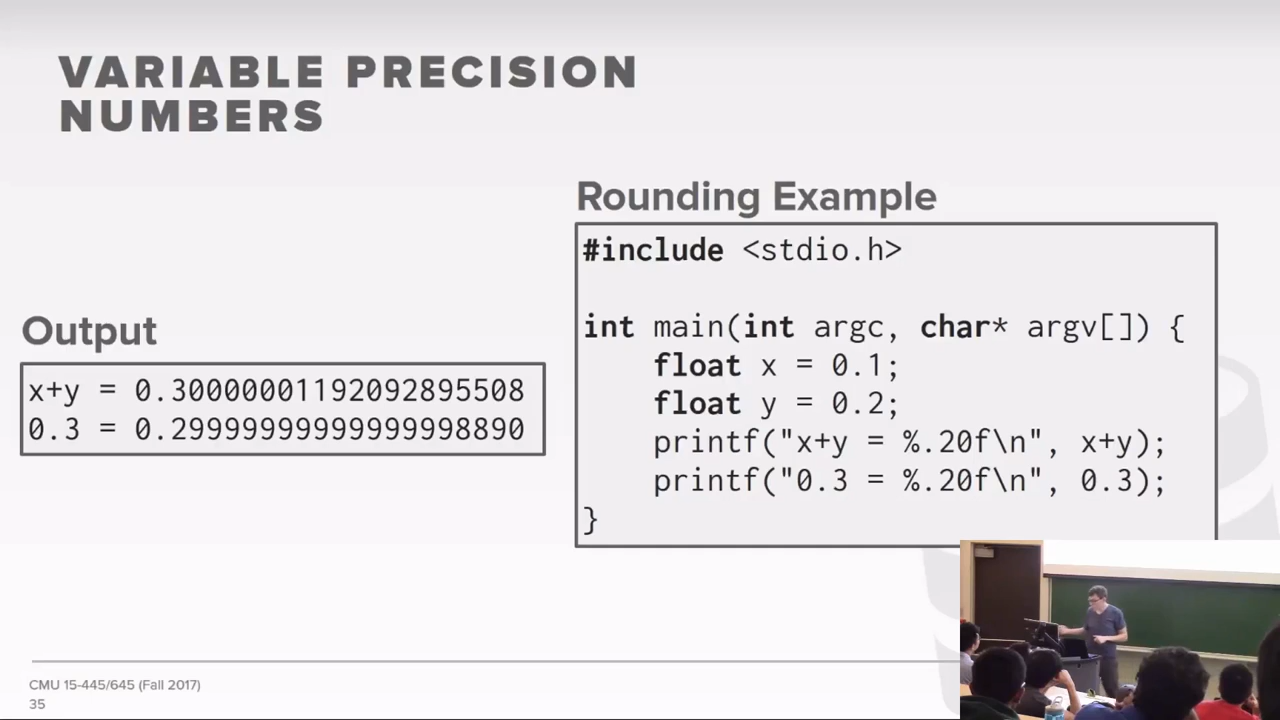 VARIABLE PRECISION
NUMBERS
Output
x+y = 0.30000001192092895508
0.3 = 0.29999999999999998890
Rounding Example
#include <stdio.h>
int main(int argc, char* argv[]) {
float x = 0.1;
float y = 0.2;
printf("x+y = %.20f\n", x+y);
printf("0.3 = %.20f\n", 0.3);
}
CMU 15-445/645 (Fall 2017)
35